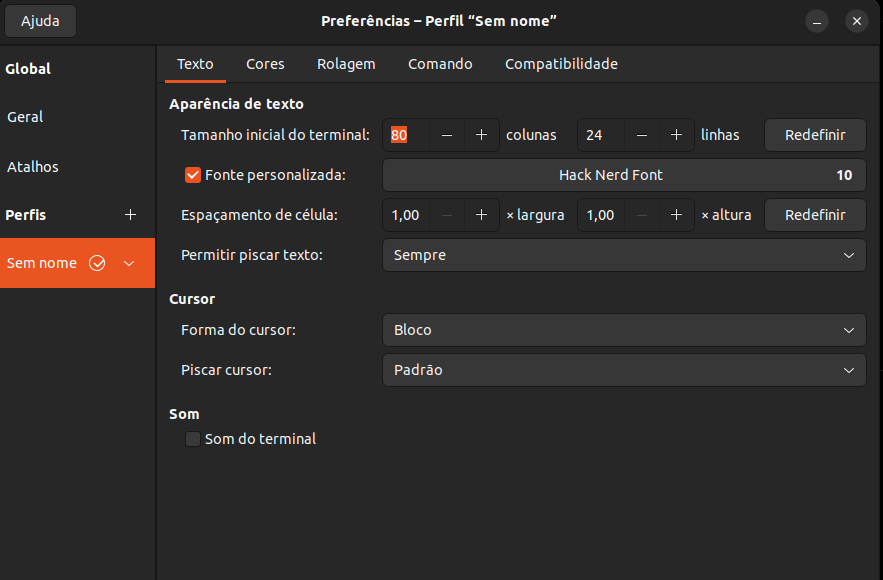 Ajuda
Preferências – Perfil “Sem nome”
Global
Geral
Atalhos
Perfis
Sem nome
Texto Cores Rolagem Comando Compatibilidade
Aparência de texto
Tamanho inicial do terminal: 80 − + colunas 24 − + linhas Redefinir
Fonte personalizada: Hack Nerd Font 10
Espaçamento de célula: 1,00 − + × largura 1,00 − + × altura Redefinir
Permitir piscar texto: Sempre
Cursor
Forma do cursor: Bloco
Piscar cursor: Padrão
Som
Som do terminal